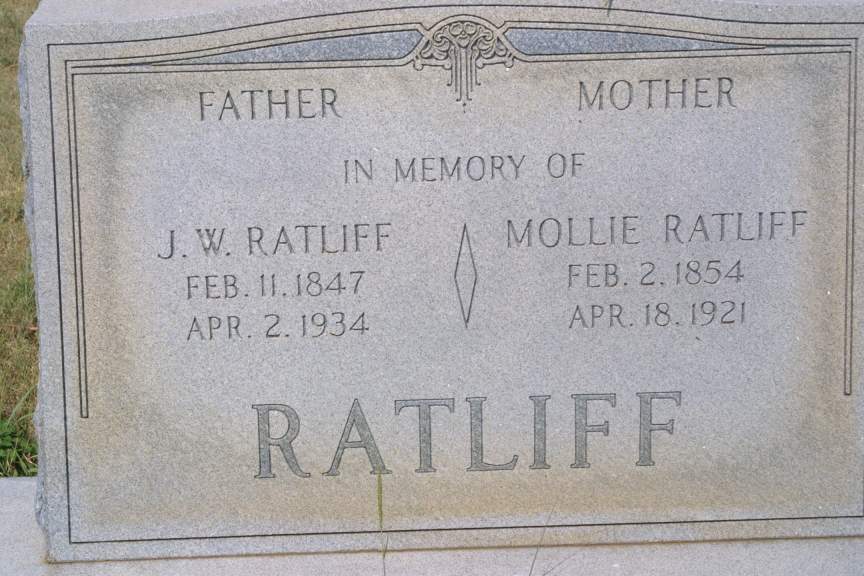 FATHER
MOTHER
IN MEMORY OF
J. W. RATLIFF
FEB. 11. 1847
APR. 2. 1934
MOLLIE RATLIFF
FEB. 2. 1854
APR. 18. 1921
RATLIFF